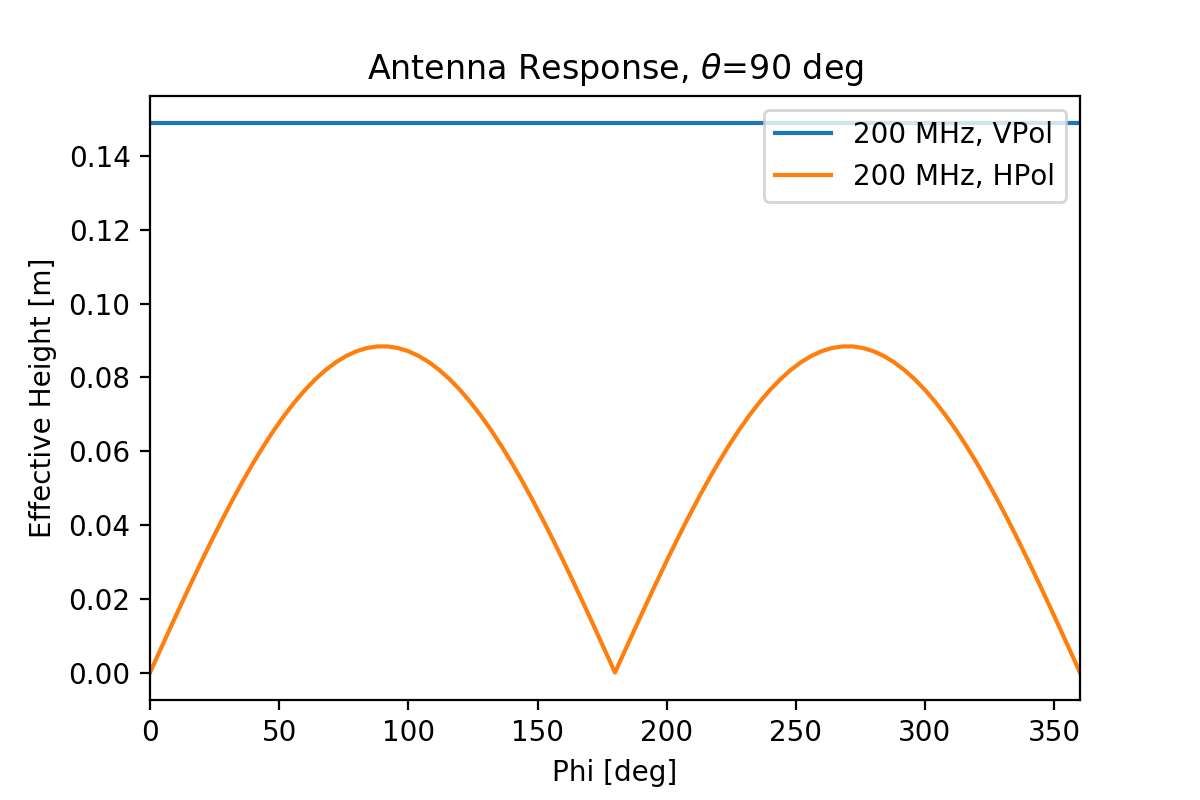 Antenna Response, θ=90 deg
200 MHz, VPol
200 MHz, HPol
Effective Height [m]
0.14
0.12
0.10
0.08
0.06
0.04
0.02
0.00
0 50 100 150 200 250 300 350
Phi [deg]